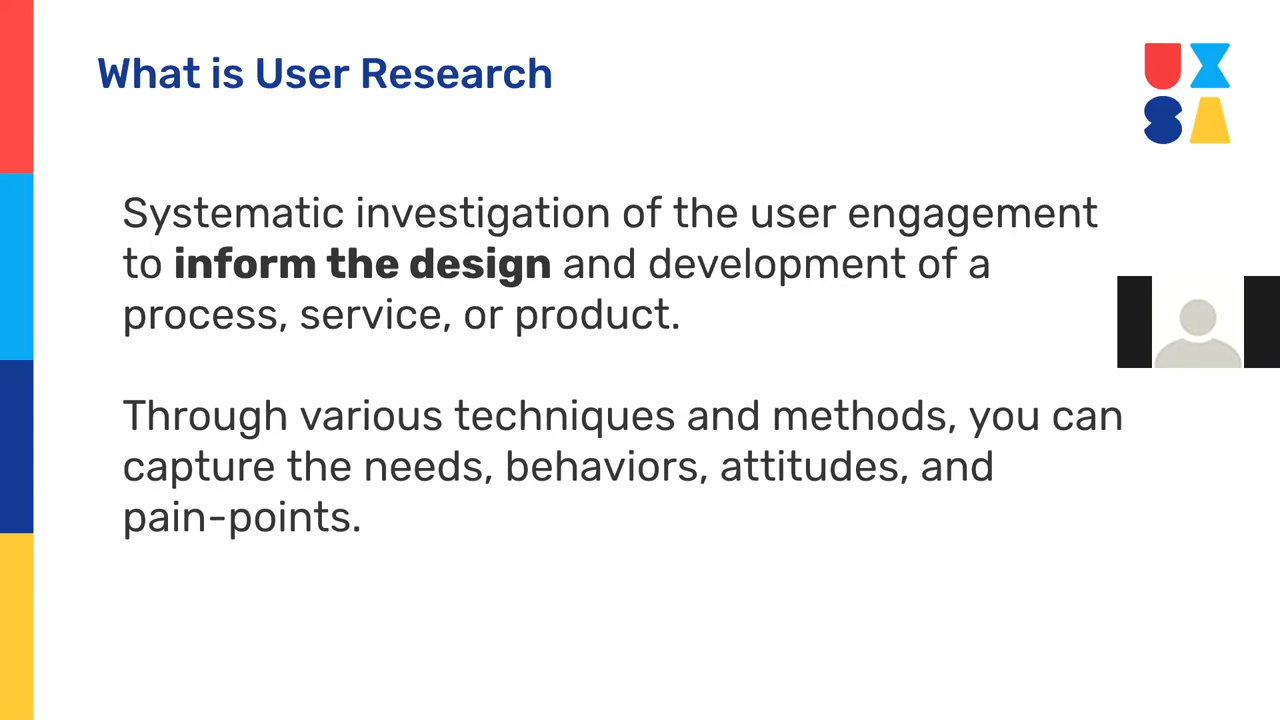 What is User Research
UX
SA
Systematic investigation of the user engagement
to inform the design and development of a
process, service, or product.
Through various techniques and methods, you can
capture the needs, behaviors, attitudes, and
pain-points.